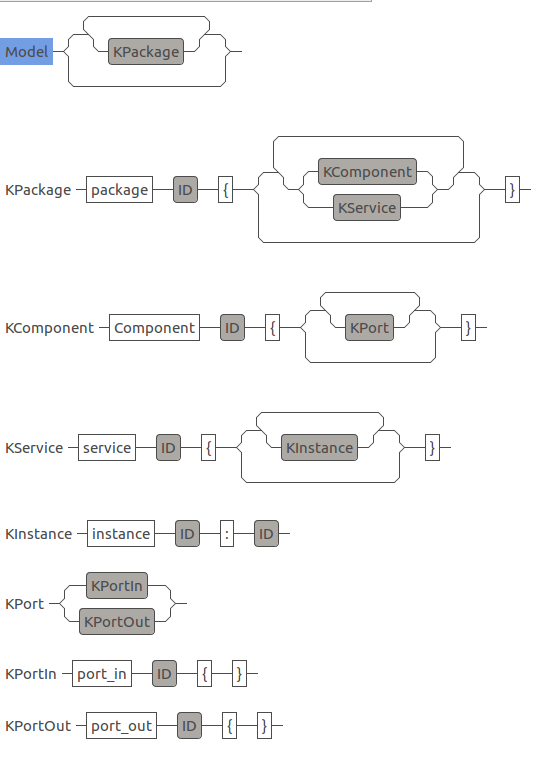 Model KPackage
KPackage package ID { KComponent KService }
KComponent Component ID { KPort }
KService service ID { KInstance }
KInstance instance ID : ID
KPort KPortIn KPortOut
KPortIn port_in ID { }
KPortOut port_out ID { }